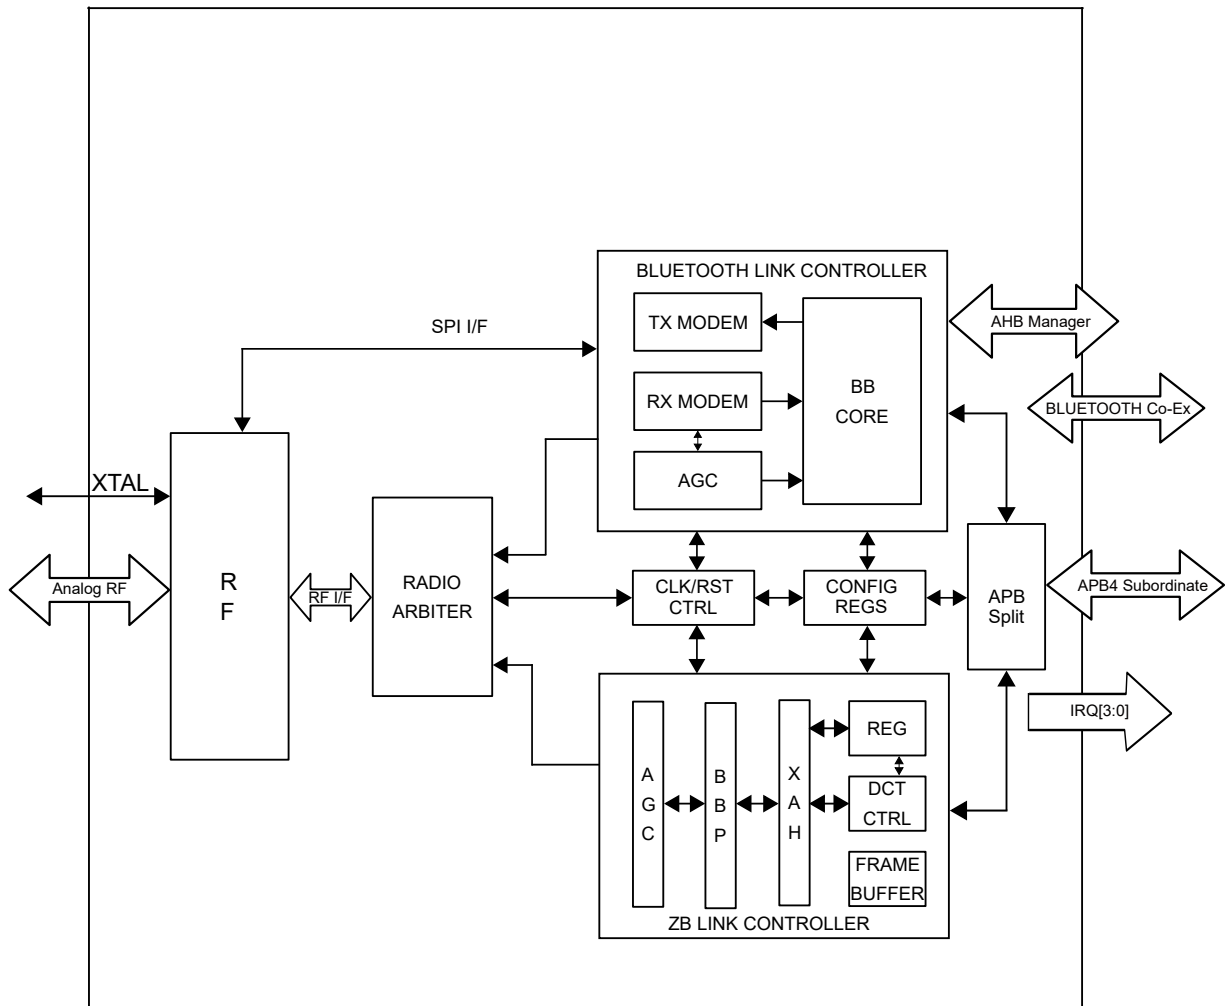 BLUETOOTH LINK CONTROLLER
TX MODEM
SPI I/F
AHB Manager
RX MODEM
BB
CORE
BLUETOOTH Co-Ex
AGC
XTAL
Analog RF
R
F
RF I/F
RADIO
ARBITER
CLK/RST
CTRL
CONFIG
REGS
APB
Split
APB4 Subordinate
IRQ[3:0]
A
G
C
B
B
P
X
A
H
REG
DCT
CTRL
FRAME
BUFFER
ZB LINK CONTROLLER